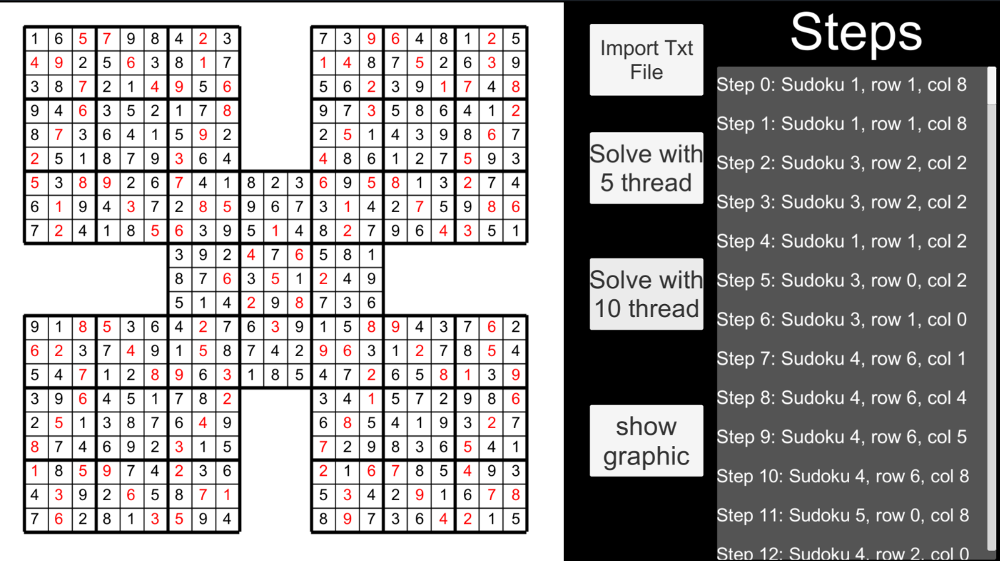 1 6 5 7 9 8 4 2 3 7 3 9 6 4 8 1 2 5
4 9 2 5 6 3 8 1 7 1 4 8 7 5 2 6 3 9
3 8 7 2 1 4 9 5 6 5 6 2 3 9 1 7 4 8
9 4 6 3 5 2 1 7 8 9 7 3 5 8 6 4 1 2
8 7 3 6 4 1 5 9 2 2 5 1 4 3 9 8 6 7
2 5 1 8 7 9 3 6 4 4 8 6 1 2 7 5 9 3
5 3 8 9 2 6 7 4 1 8 2 3 6 9 5 8 1 3 2 7 4
6 1 9 4 3 7 2 8 5 9 6 7 3 1 4 2 7 5 9 8 6
7 2 4 1 8 5 6 3 9 5 1 4 8 2 7 9 6 4 3 5 1
3 9 2 4 7 6 5 8 1
8 7 6 3 5 1 2 4 9
5 1 4 2 9 8 7 3 6
9 1 8 5 3 6 4 2 7 6 3 9 1 5 8 9 4 3 7 6 2
6 2 3 7 4 9 1 5 8 7 4 2 9 6 3 1 2 7 8 5 4
5 4 7 1 2 8 9 6 3 1 8 5 4 7 2 6 5 8 1 3 9
3 9 6 4 5 1 7 8 2 3 4 1 5 7 2 9 8 6
2 5 1 3 8 7 6 4 9 6 8 5 4 1 9 3 2 7
8 7 4 6 9 2 3 1 5 7 2 9 8 3 6 5 4 1
1 8 5 9 7 4 2 3 6 2 1 6 7 8 5 4 9 3
4 3 9 2 6 5 8 7 1 5 3 4 2 9 1 6 7 8
7 6 2 8 1 3 5 9 4 8 9 7 3 6 4 2 1 5
Import Txt
File
Solve with
5 thread
Solve with
10 thread
show
graphic
Steps
Step 0: Sudoku 1, row 1, col 8
Step 1: Sudoku 1, row 1, col 8
Step 2: Sudoku 3, row 2, col 2
Step 3: Sudoku 3, row 2, col 2
Step 4: Sudoku 1, row 1, col 2
Step 5: Sudoku 3, row 0, col 2
Step 6: Sudoku 3, row 1, col 0
Step 7: Sudoku 4, row 6, col 1
Step 8: Sudoku 4, row 6, col 4
Step 9: Sudoku 4, row 6, col 5
Step 10: Sudoku 4, row 6, col 8
Step 11: Sudoku 5, row 0, col 8
Step 12: Sudoku 4, row 2, col 0